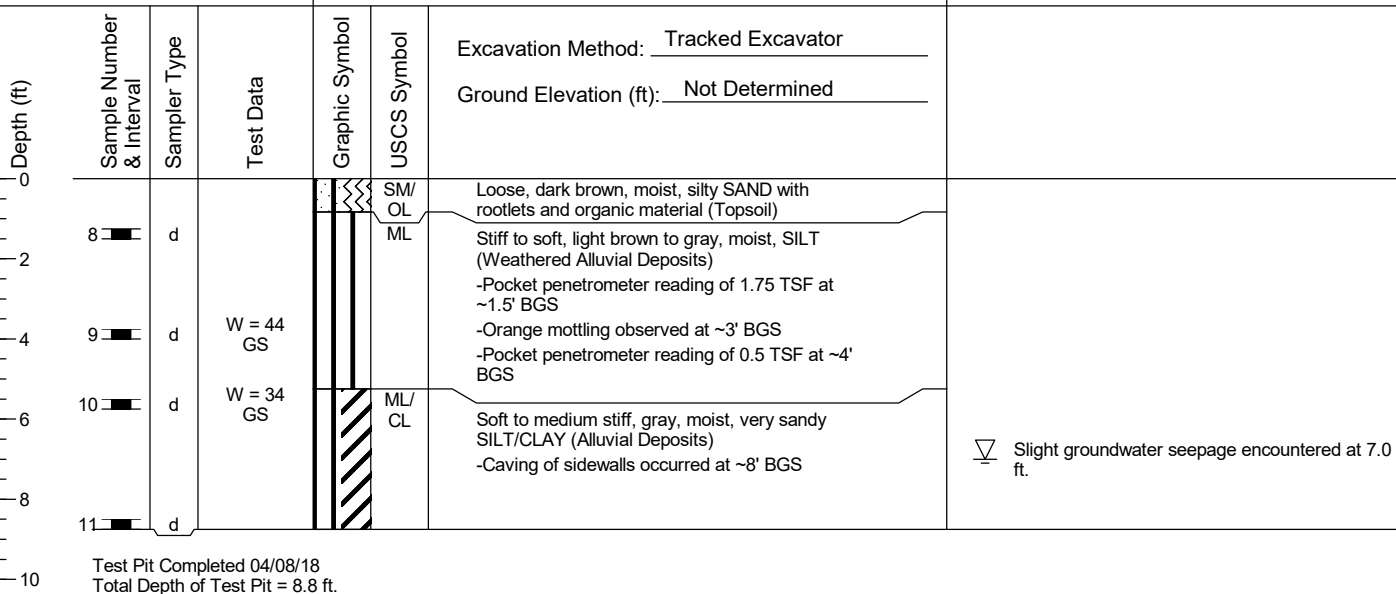 Depth (ft)
Sample Number
& Interval
Sampler Type
Test Data
Graphic Symbol
USCS Symbol
Excavation Method: Tracked Excavator
Ground Elevation (ft): Not Determined
0
SM/
OL
Loose, dark brown, moist, silty SAND with
rootlets and organic material (Topsoil)
8
d
ML
Stiff to soft, light brown to gray, moist, SILT
(Weathered Alluvial Deposits)
2
-Pocket penetrometer reading of 1.75 TSF at
~1.5' BGS
-Orange mottling observed at ~3' BGS
4
9
d
W = 44
GS
-Pocket penetrometer reading of 0.5 TSF at ~4'
BGS
10
d
W = 34
GS
ML/
CL
6
Soft to medium stiff, gray, moist, very sandy
SILT/CLAY (Alluvial Deposits)
-Caving of sidewalls occurred at ~8' BGS
Slight groundwater seepage encountered at 7.0
ft.
8
11
d
Test Pit Completed 04/08/18
10
Total Depth of Test Pit = 8.8 ft.